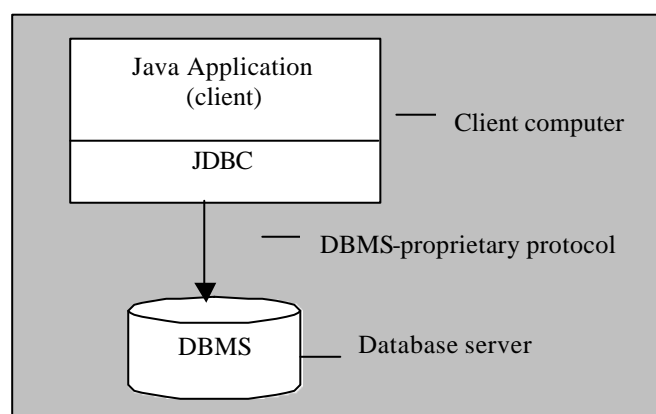 Java Application
(client)
Client computer
JDBC
DBMS-proprietary protocol
DBMS
Database server